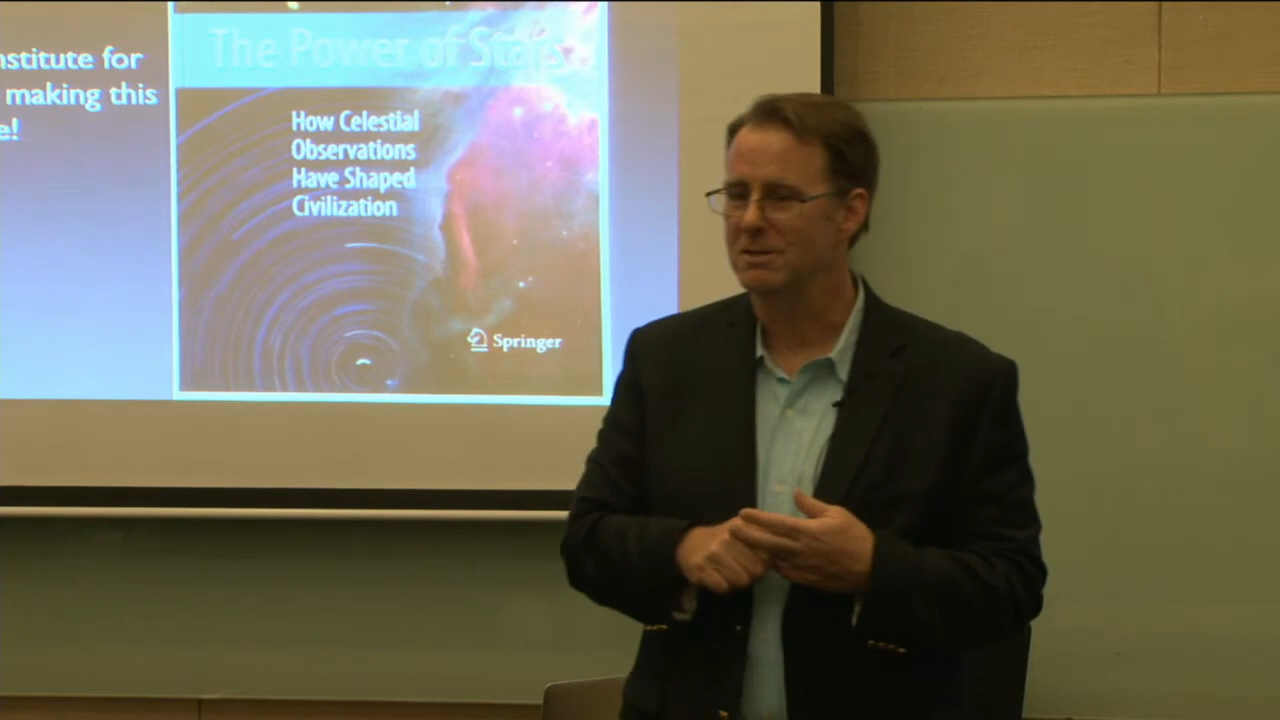 nstitute for
making this
e!
The Power of Stars
How Celestial
Observations
Have Shaped
Civilization
Springer